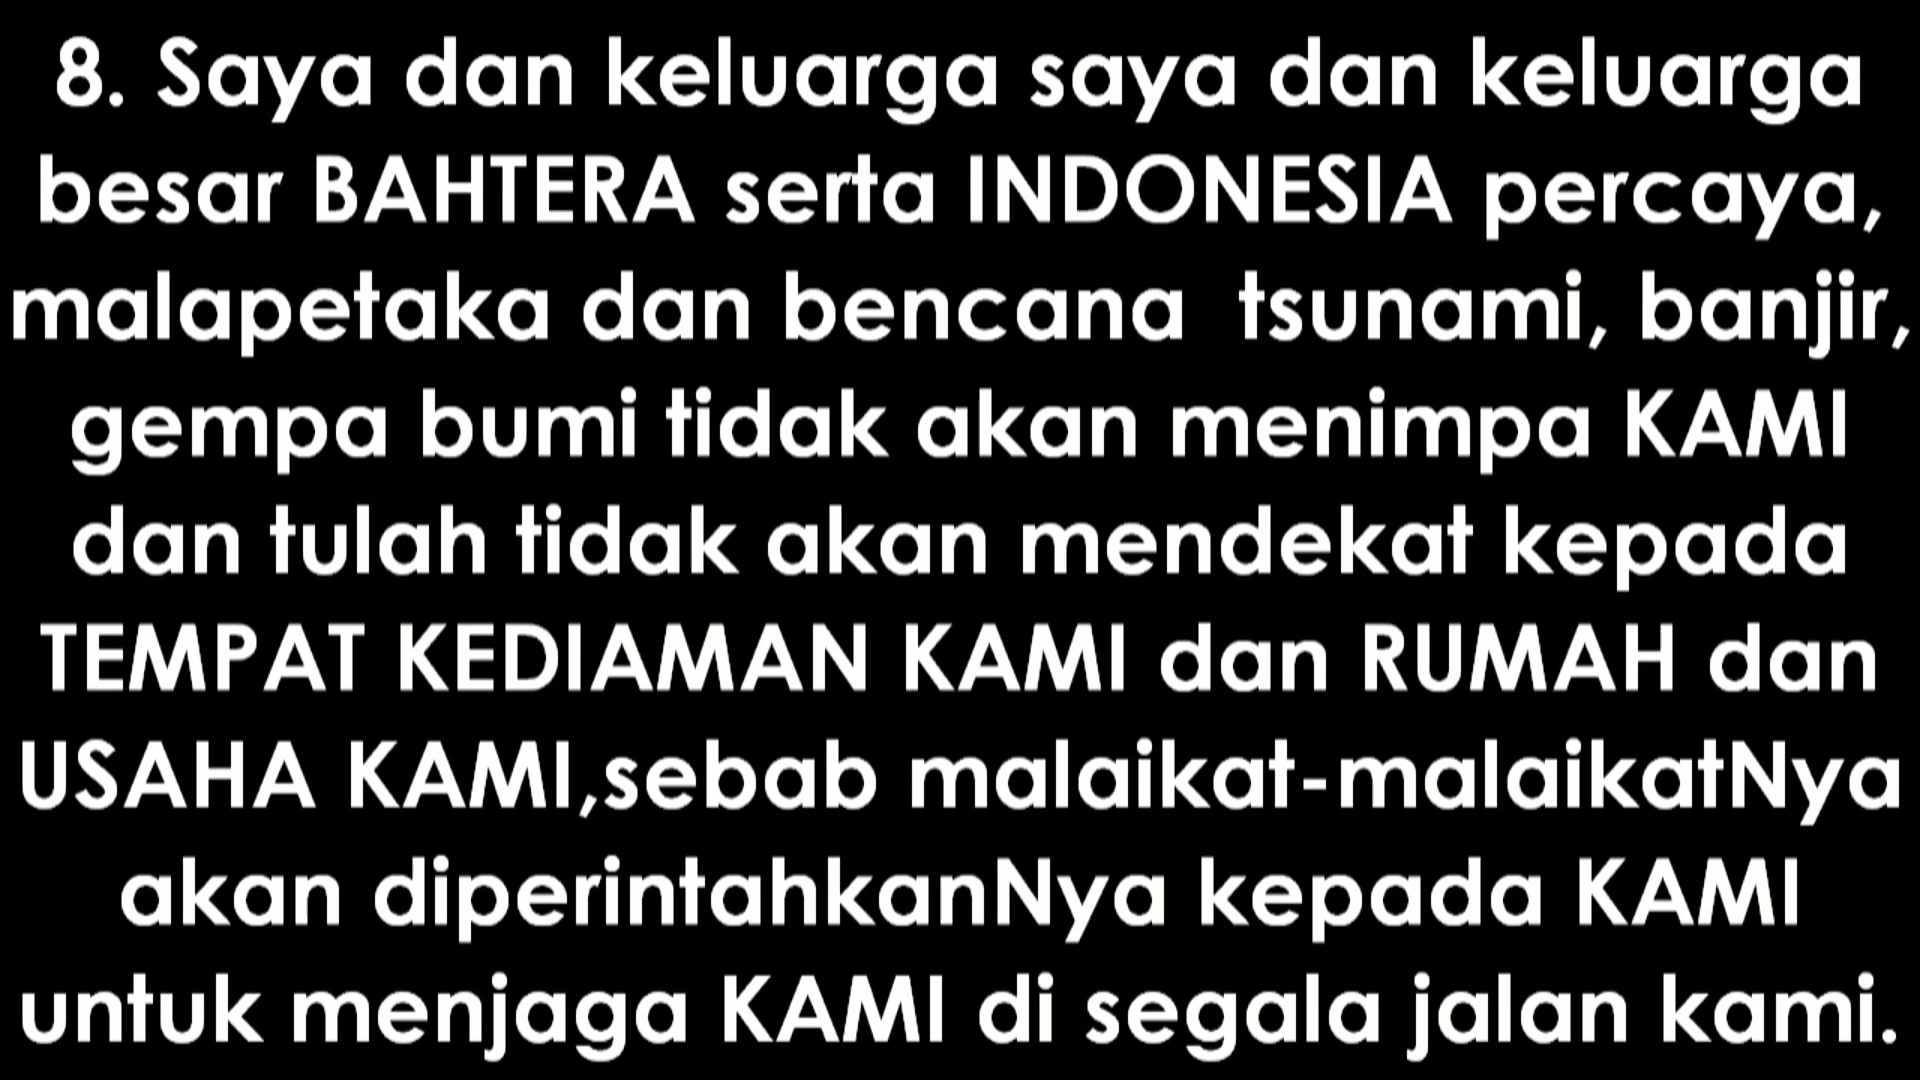 8. Saya dan keluarga saya dan keluarga
besar BAHTERA serta INDONESIA percaya,
malapetaka dan bencana  tsunami, banjir,
gempa bumi tidak akan menimpa KAMI
dan tulah tidak akan mendekat kepada
TEMPAT KEDIAMAN KAMI dan RUMAH dan
USAHA KAMI,sebab malaikat-malaikatNya
akan diperintahkanNya kepada KAMI
untuk menjaga KAMI di segala jalan kami.